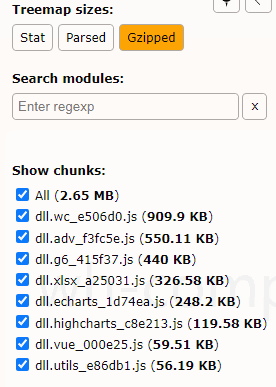 Treemap sizes:
Stat Parsed Gzipped
Search modules:
Enter regexp x
Show chunks:
All (2.65 MB)
dll.wc_e506d0.js (909.9 KB)
dll.adv_f3fc5e.js (550.11 KB)
dll.g6_415f37.js (440 KB)
dll.xlsx_a25031.js (326.58 KB)
dll.echarts_1d74ea.js (248.2 KB)
dll.highcharts_c8e213.js (119.58 KB)
dll.vue_000e25.js (59.51 KB)
dll.utils_e86db1.js (56.19 KB)